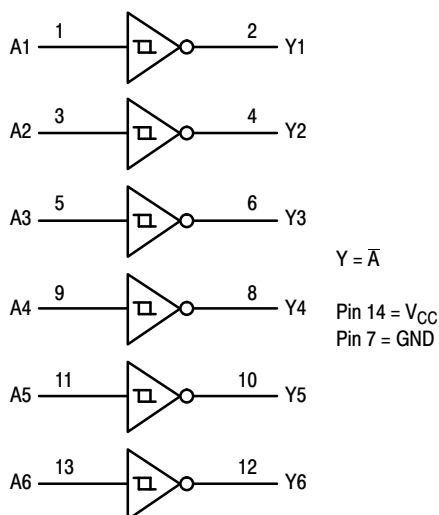 A1 1 2 Y1
A2 3 4 Y2
A3 5 6 Y3
Y = A̅
A4 9 8 Y4
Pin 14 = VCC
Pin 7 = GND
A5 11 10 Y5
A6 13 12 Y6